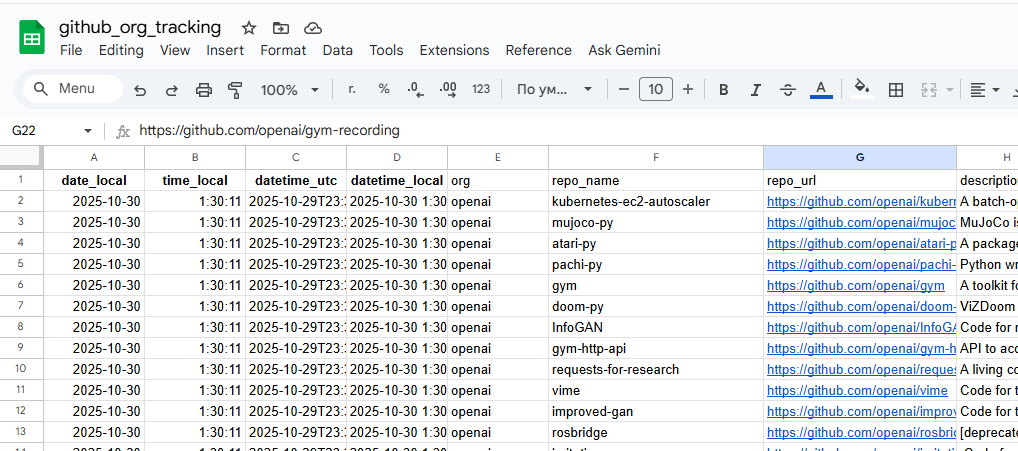 github_org_tracking
File Editing View Insert Format Data Tools Extensions Reference Ask Gemini
Menu 100% г. % .0 .00 123 По ум... 10 B I S A
G22 fx https://github.com/openai/gym-recording
A B C D E F G H
1 date_local time_local datetime_utc datetime_local org repo_name repo_url description
2 2025-10-30 1:30:11 2025-10-29T23: 2025-10-30 1:30 openai kubernetes-ec2-autoscaler https://github.com/openai/kubern A batch-o
3 2025-10-30 1:30:11 2025-10-29T23: 2025-10-30 1:30 openai mujoco-py https://github.com/openai/mujoc MuJoCo is
4 2025-10-30 1:30:11 2025-10-29T23: 2025-10-30 1:30 openai atari-py https://github.com/openai/atari-p A package
5 2025-10-30 1:30:11 2025-10-29T23: 2025-10-30 1:30 openai pachi-py https://github.com/openai/pachi- Python wr
6 2025-10-30 1:30:11 2025-10-29T23: 2025-10-30 1:30 openai gym https://github.com/openai/gym A toolkit fo
7 2025-10-30 1:30:11 2025-10-29T23: 2025-10-30 1:30 openai doom-py https://github.com/openai/doom- ViZDoom
8 2025-10-30 1:30:11 2025-10-29T23: 2025-10-30 1:30 openai InfoGAN https://github.com/openai/InfoGA Code for r
9 2025-10-30 1:30:11 2025-10-29T23: 2025-10-30 1:30 openai gym-http-api https://github.com/openai/gym-h API to acc
10 2025-10-30 1:30:11 2025-10-29T23: 2025-10-30 1:30 openai requests-for-research https://github.com/openai/reques A living co
11 2025-10-30 1:30:11 2025-10-29T23: 2025-10-30 1:30 openai vime https://github.com/openai/vime Code for t
12 2025-10-30 1:30:11 2025-10-29T23: 2025-10-30 1:30 openai improved-gan https://github.com/openai/improv Code for t
13 2025-10-30 1:30:11 2025-10-29T23: 2025-10-30 1:30 openai rosbridge https://github.com/openai/rosbri [deprecate